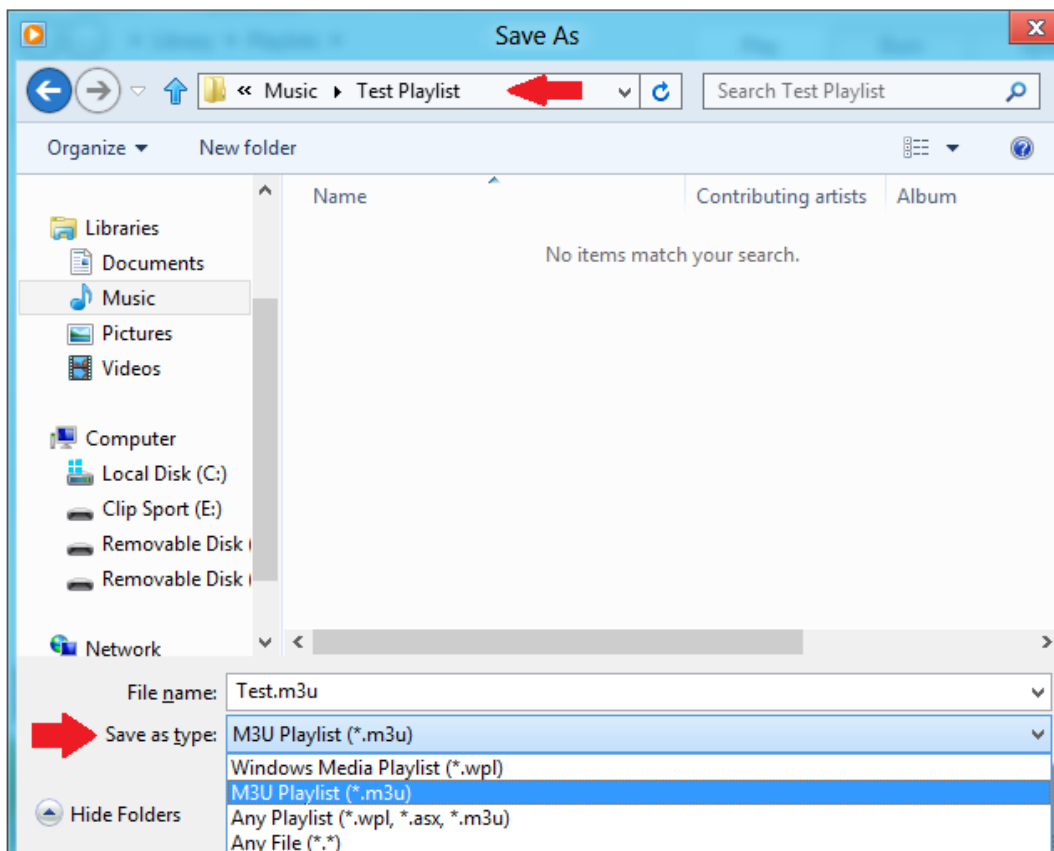 Save As
« Music Test Playlist Search Test Playlist
Organize New folder
Name Contributing artists Album
No items match your search.
Libraries
Documents
Music
Pictures
Videos
Computer
Local Disk (C:)
Clip Sport (E:)
Removable Disk (
Removable Disk (
Network
File name: Test.m3u
Save as type: M3U Playlist (*.m3u)
Windows Media Playlist (*.wpl)
M3U Playlist (*.m3u)
Any Playlist (*.wpl, *.asx, *.m3u)
Any File (*.*)
Hide Folders